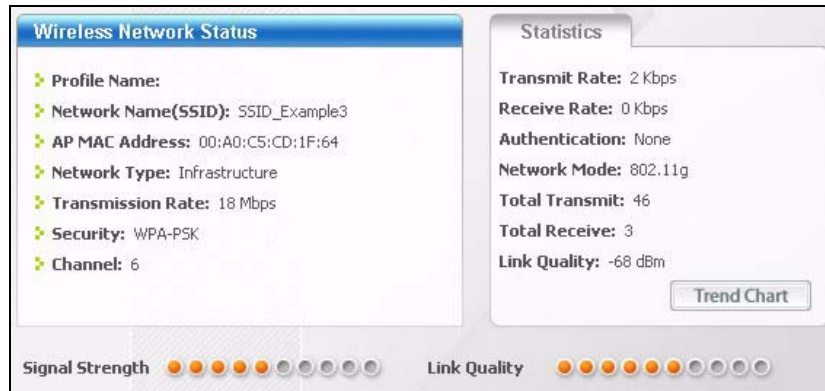 Wireless Network Status
Profile Name:
Network Name(SSID): SSID_Example3
AP MAC Address: 00:A0:C5:CD:1F:64
Network Type: Infrastructure
Transmission Rate: 18 Mbps
Security: WPA-PSK
Channel: 6
Statistics
Transmit Rate: 2 Kbps
Receive Rate: 0 Kbps
Authentication: None
Network Mode: 802.11g
Total Transmit: 46
Total Receive: 3
Link Quality: -68 dBm
Trend Chart
Signal Strength
Link Quality